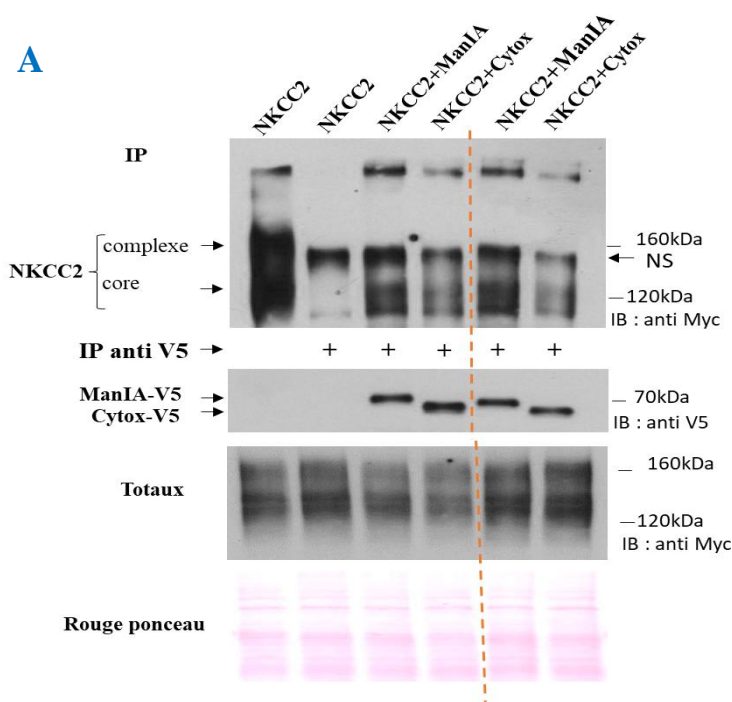 A
NKCC2
NKCC2
NKCC2+ManIA
NKCC2+Cytox
NKCC2+ManIA
NKCC2+Cytox
IP
complexe
NKCC2
core
160kDa
NS
120kDa
IB : anti Myc
IP anti V5 + + + + +
ManIA-V5
Cytox-V5
70kDa
IB : anti V5
Totaux
160kDa
120kDa
IB : anti Myc
Rouge ponceau